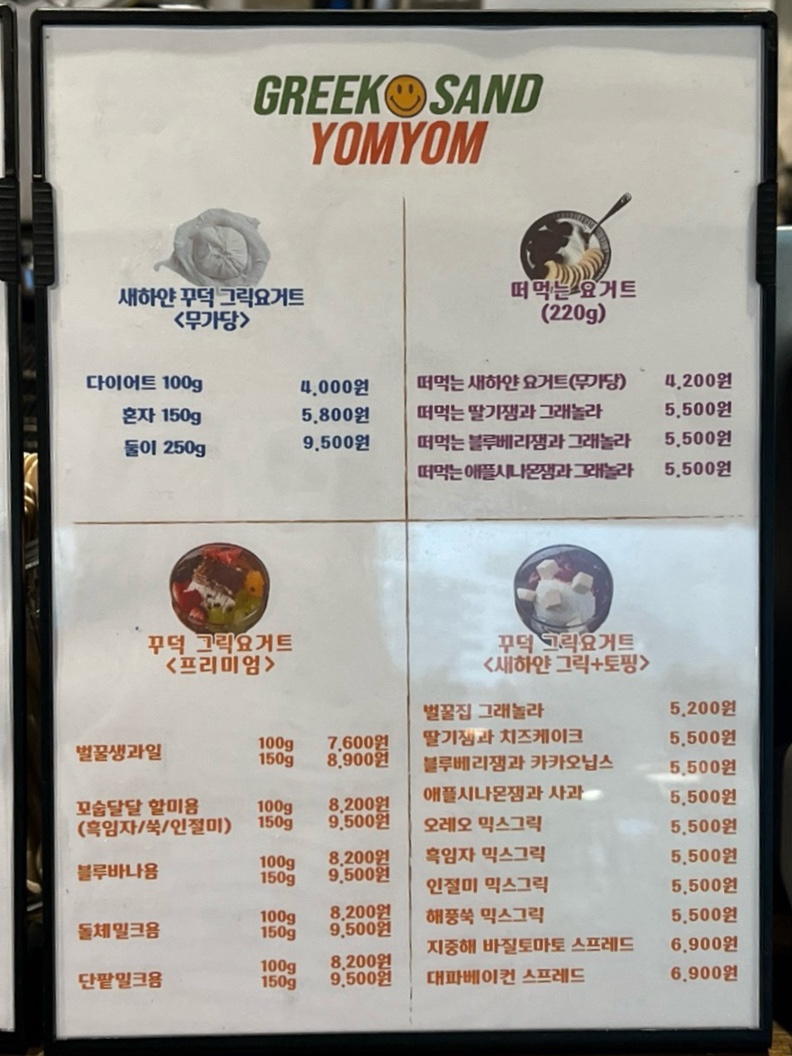 GREEK SAND
YOMYOM
새하얀 꾸덕 그릭요거트
<무가당>
다이어트 100g 4,000원
혼자 150g 5,800원
둘이 250g 9,500원
떠먹는 요거트
(220g)
떠먹는 새하얀 요거트(무가당) 4,200원
떠먹는 딸기잼과 그래놀라 5,500원
떠먹는 블루베리잼과 그래놀라 5,500원
떠먹는 애플시나몬잼과 그래놀라 5,500원
꾸덕 그릭요거트
<프리미엄>
벌꿀생과일 100g 7,600원
150g 8,900원
꼬숩달달 할미욤 100g 8,200원
(흑임자/쑥/인절미) 150g 9,500원
블루바나욤 100g 8,200원
150g 9,500원
돌체밀크욤 100g 8,200원
150g 9,500원
단팥밀크욤 100g 8,200원
150g 9,500원
꾸덕 그릭요거트
<새하얀 그릭+토핑>
벌꿀집 그래놀라 5,200원
딸기잼과 치즈케이크 5,500원
블루베리잼과 카카오닙스 5,500원
애플시나몬잼과 사과 5,500원
오레오 믹스그릭 5,500원
흑임자 믹스그릭 5,500원
인절미 믹스그릭 5,500원
해풍쑥 믹스그릭 5,500원
지중해 바질토마토 스프레드 6,900원
대파베이컨 스프레드 6,900원